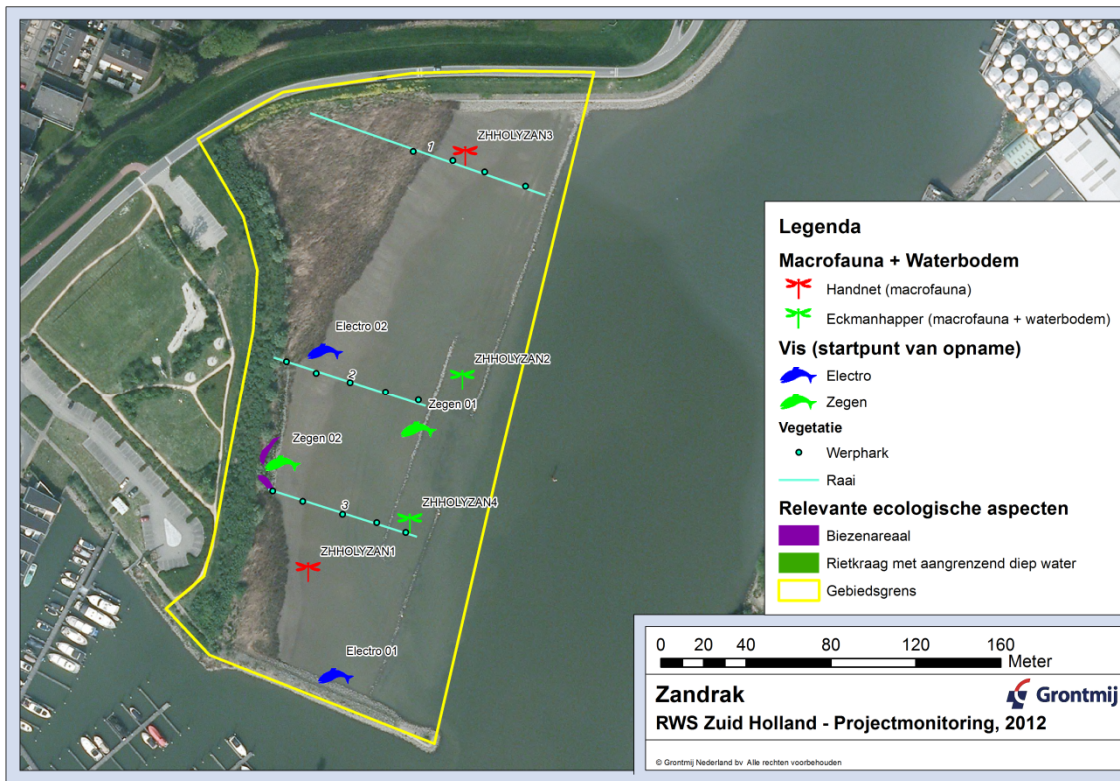 ZHHOLYZAN3
1
Electro 02
2
ZHHOLYZAN2
Zegen 01
Zegen 02
3
ZHHOLYZAN4
ZHHOLYZAN1
Electro 01
Legenda
Macrofauna + Waterbodem
Handnet (macrofauna)
Eckmanhapper (macrofauna + waterbodem)
Vis (startpunt van opname)
Electro
Zegen
Vegetatie
Werphark
Raai
Relevante ecologische aspecten
Biezenareaal
Rietkraag met aangrenzend diep water
Gebiedsgrens
0 20 40 80 120 160
Meter
Zandrak
Grontmij
RWS Zuid Holland - Projectmonitoring, 2012
© Grontmij Nederland bv Alle rechten voorbehouden